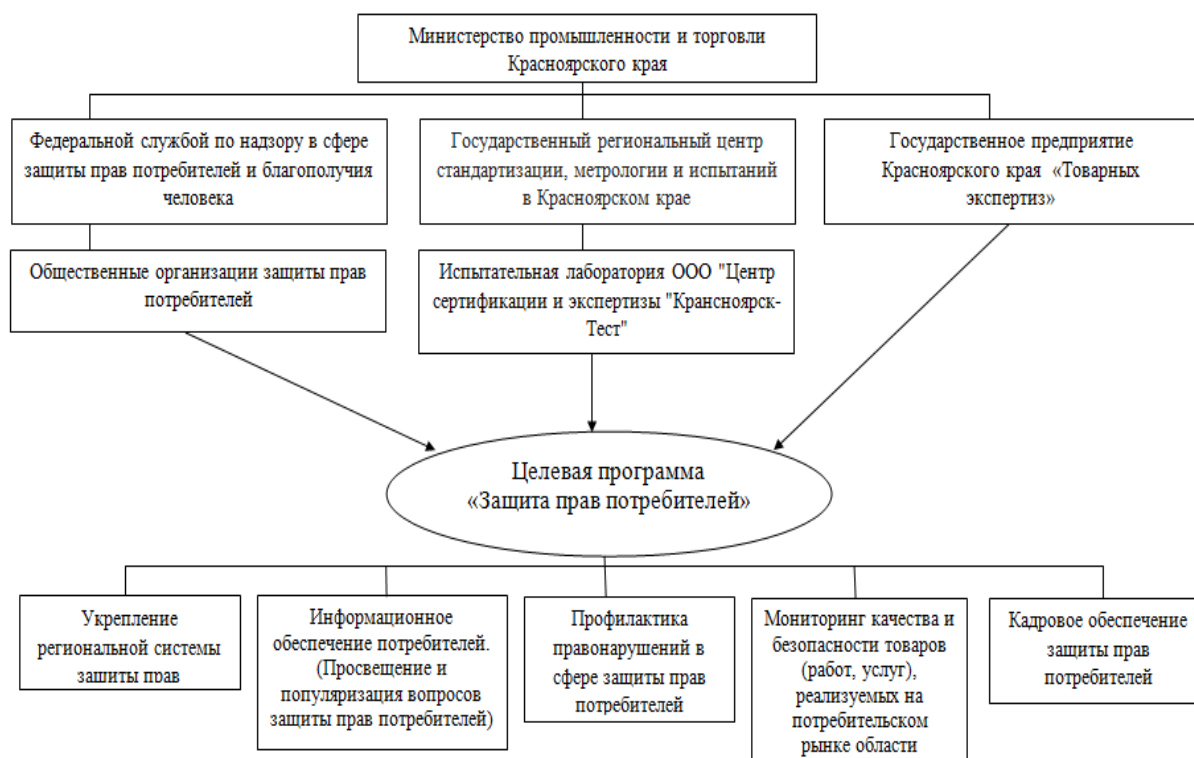 Министерство промышленности и торговли
Красноярского края
Федеральной службой по надзору в сфере
защиты прав потребителей и благополучия
человека
Государственный региональный центр
стандартизации, метрологии и испытаний
в Красноярском крае
Государственное предприятие
Красноярского края «Товарных
экспертиз»
Общественные организации защиты прав
потребителей
Испытательная лаборатория ООО "Центр
сертификации и экспертизы "Крансноярск-
Тест"
Целевая программа
«Защита прав потребителей»
Укрепление
региональной системы
защиты прав
Информационное
обеспечение потребителей.
(Просвещение и
популяризация вопросов
защиты прав потребителей)
Профилактика
правонарушений в
сфере защиты прав
потребителей
Мониторинг качества и
безопасности товаров
(работ, услуг),
реализуемых на
потребительском
рынке области
Кадровое обеспечение
защиты прав
потребителей